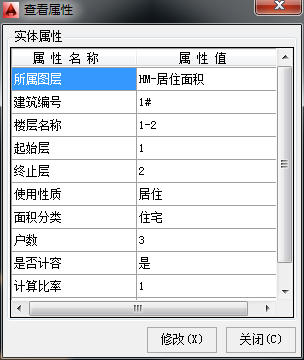 查看属性
实体属性
属 性 名 称 属 性 值
所属图层 HM-居住面积
建筑编号 1#
楼层名称 1-2
起始层 1
终止层 2
使用性质 居住
面积分类 住宅
户数 3
是否计容 是
计算比率 1
修改(X) 关闭(C)